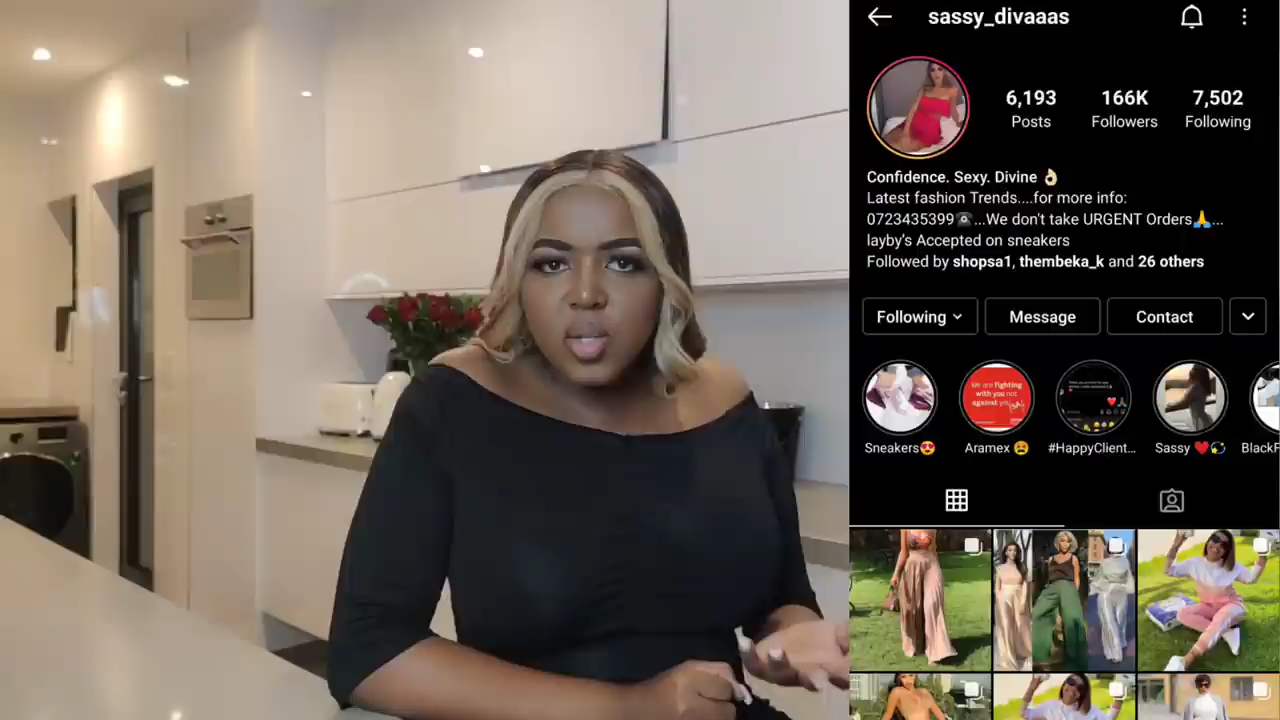 sassy_divaaas
6,193
166K
7,502
Posts
Followers
Following
Confidence. Sexy. Divine 👌🏻
Latest fashion Trends....for more info:
0723435399☎...We don't take URGENT Orders🙏...
layby's Accepted on sneakers
Followed by shopsa1, thembeka_k and 26 others
Following
Message
Contact
We are fighting
with you not
against you
Sneakers😍
Aramex 😫
#HappyClient...
Sassy ❤️💫
BlackF